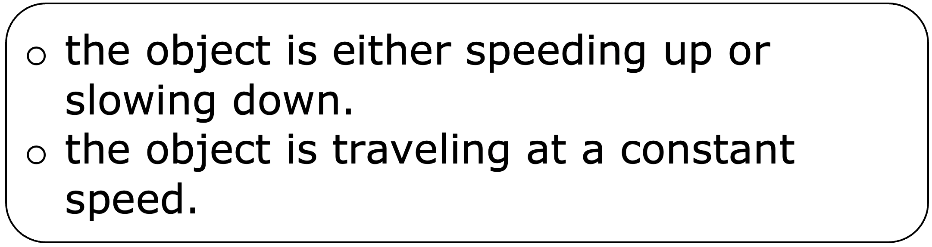 ○ the object is either speeding up or
slowing down.
○ the object is traveling at a constant
speed.